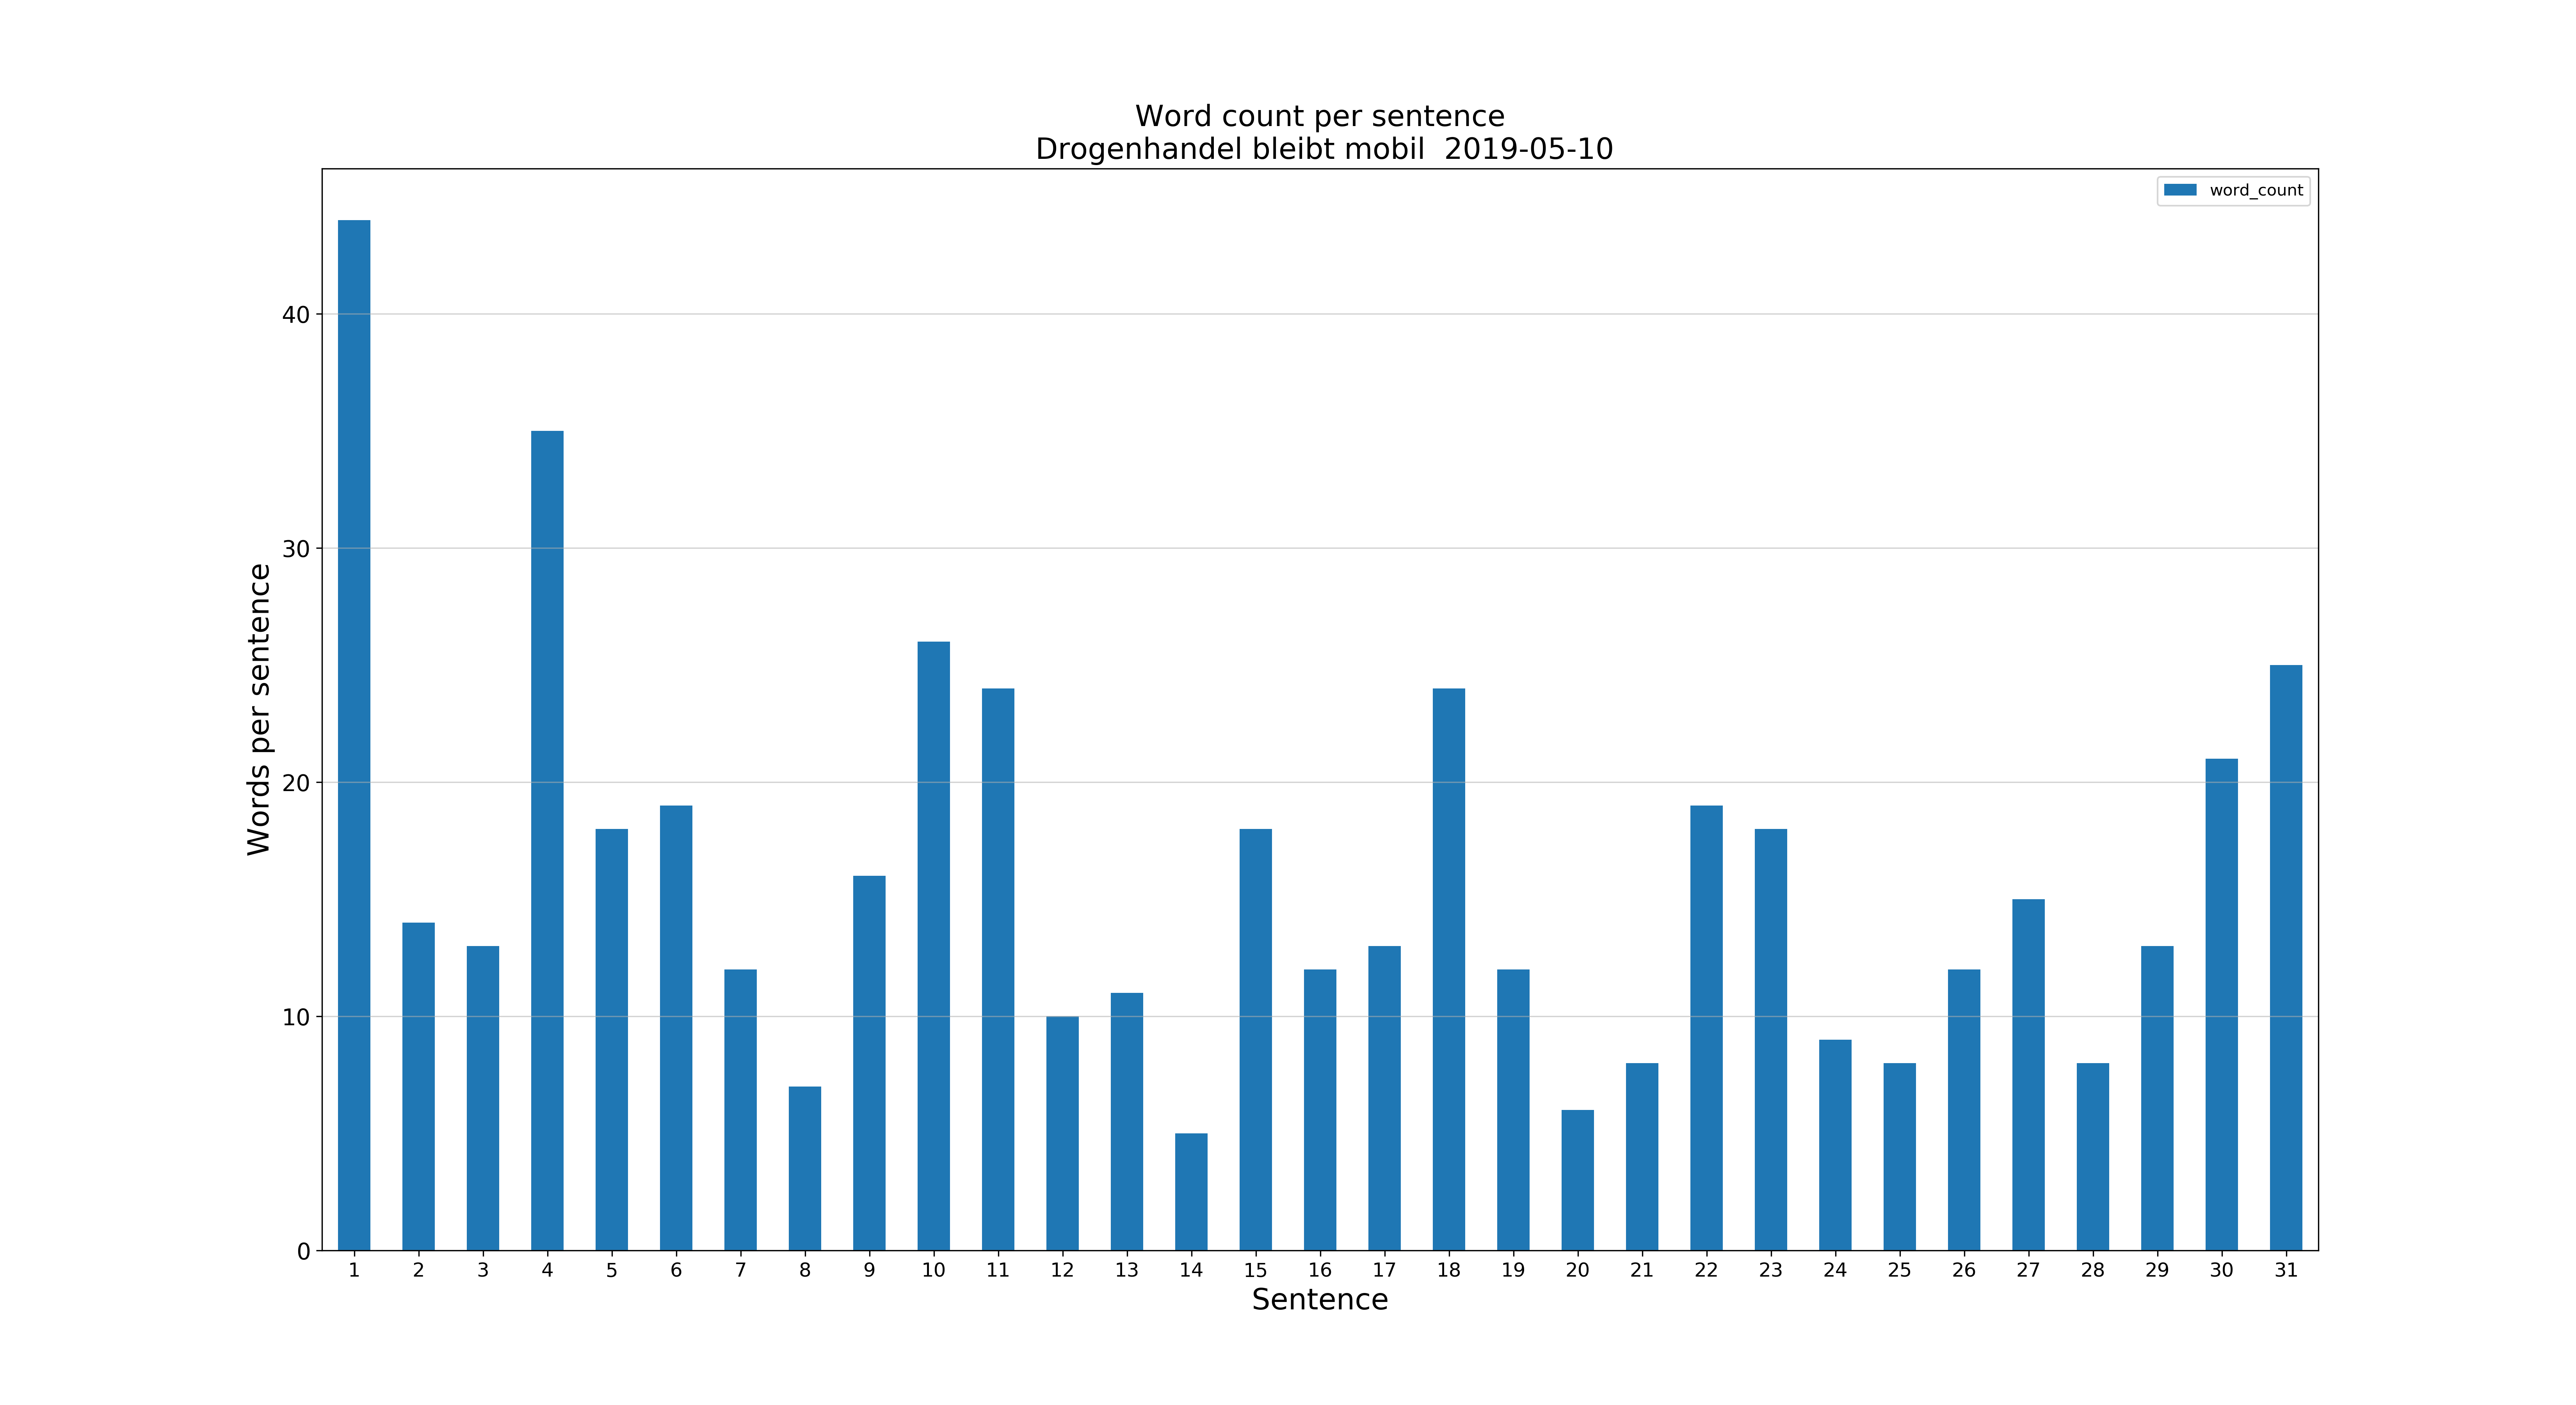 Word count per sentence
Drogenhandel bleibt mobil  2019-05-10
word_count
Words per sentence
40
30
20
10
0
1 2 3 4 5 6 7 8 9 10 11 12 13 14 15 16 17 18 19 20 21 22 23 24 25 26 27 28 29 30 31
Sentence